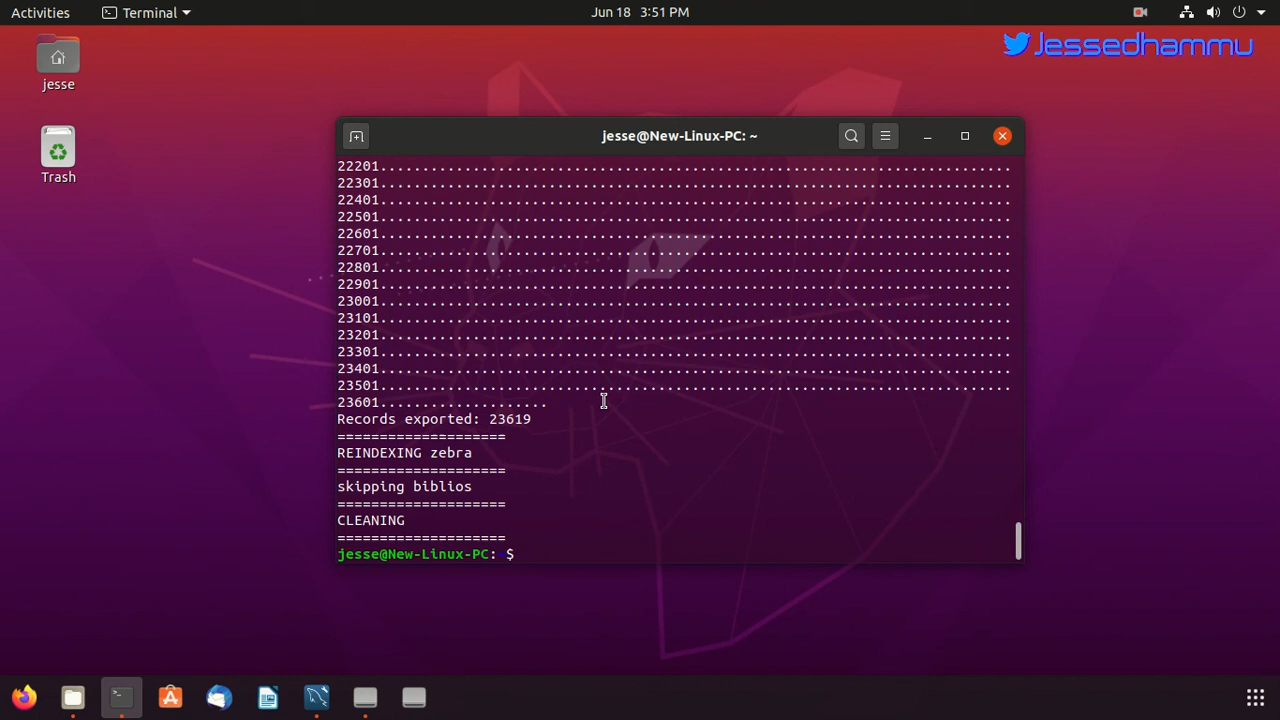 Activities
Terminal
Jun 18 3:51 PM
Jessedhammu
jesse
Trash
jesse@New-Linux-PC: ~
22201....................................................................................................
22301....................................................................................................
22401....................................................................................................
22501....................................................................................................
22601....................................................................................................
22701....................................................................................................
22801....................................................................................................
22901....................................................................................................
23001....................................................................................................
23101....................................................................................................
23201....................................................................................................
23301....................................................................................................
23401....................................................................................................
23501....................................................................................................
23601....................
Records exported: 23619
====================
REINDEXING zebra
====================
skipping biblios
====================
CLEANING
====================
jesse@New-Linux-PC:~$